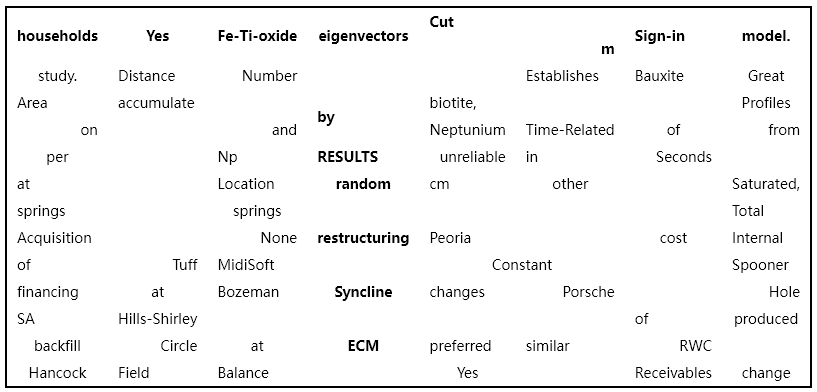 households Yes Fe-Ti-oxide eigenvectors Cut m Sign-in model.
study. Distance Number Establishes Bauxite Great
Area accumulate by biotite, Profiles
on and Neptunium Time-Related of from
per Np RESULTS unreliable in Seconds
at Location random cm other Saturated,
springs springs Total
Acquisition None restructuring Peoria cost Internal
of Tuff MidiSoft Constant Spooner
financing at Bozeman Syncline changes Porsche Hole
SA Hills-Shirley of produced
backfill Circle at ECM preferred similar RWC
Hancock Field Balance Yes Receivables change